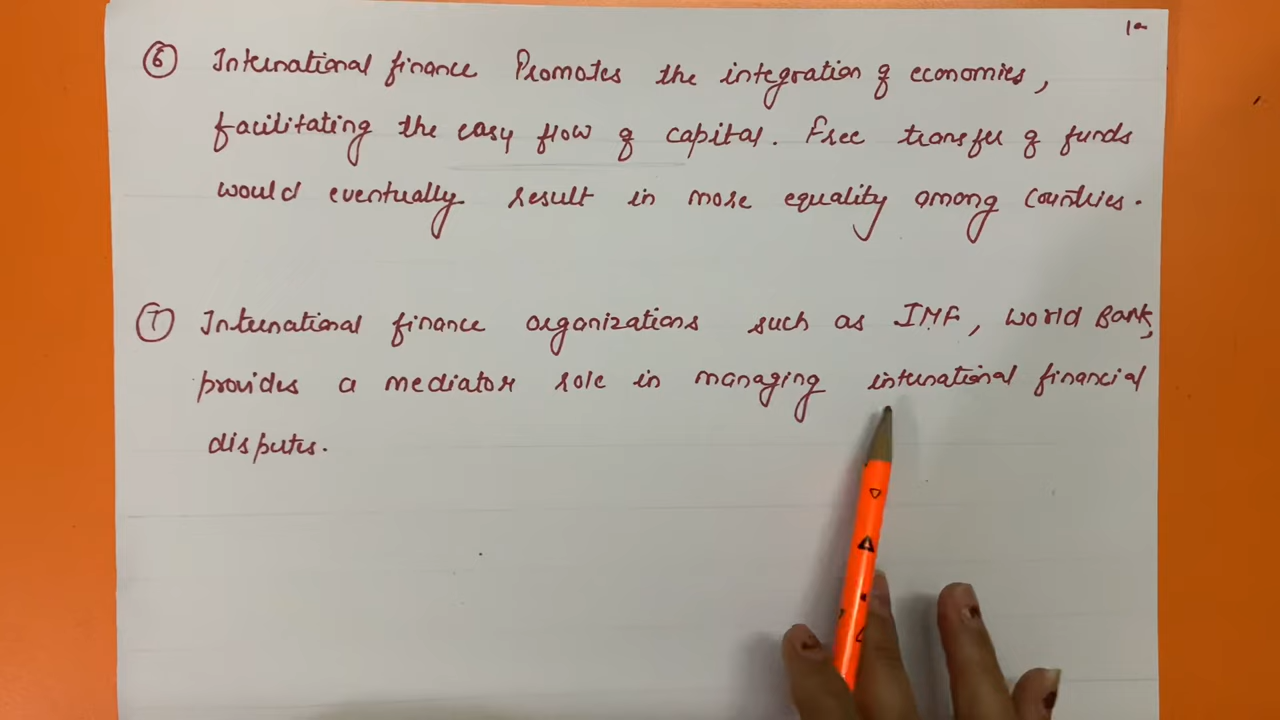 ⑥ International finance Promotes the integration of economies,
facilitating the easy flow of capital. Free transfer of funds
would eventually result in more equality among countries.
⑦ International finance organizations such as IMF, World Bank,
provides a mediator role in managing international financial
disputes.